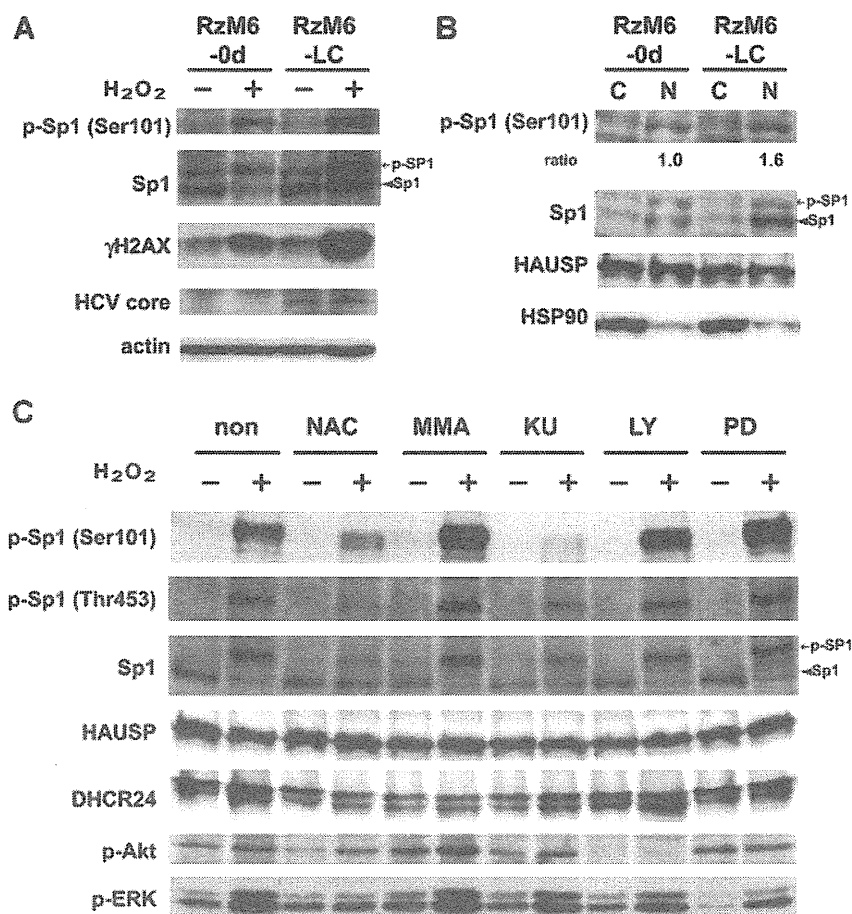 A
RzM6 -0d
RzM6 -LC
H₂O₂
− + − +
p-Sp1 (Ser101)
Sp1
←p-SP1
◄Sp1
γH2AX
HCV core
actin
B
RzM6 -0d
RzM6 -LC
C N C N
p-Sp1 (Ser101)
ratio 1.0 1.6
Sp1
←p-SP1
◄Sp1
HAUSP
HSP90
C
non NAC MMA KU LY PD
H₂O₂
− + − + − + − + − + − +
p-Sp1 (Ser101)
p-Sp1 (Thr453)
Sp1
←p-SP1
◄Sp1
HAUSP
DHCR24
p-Akt
p-ERK